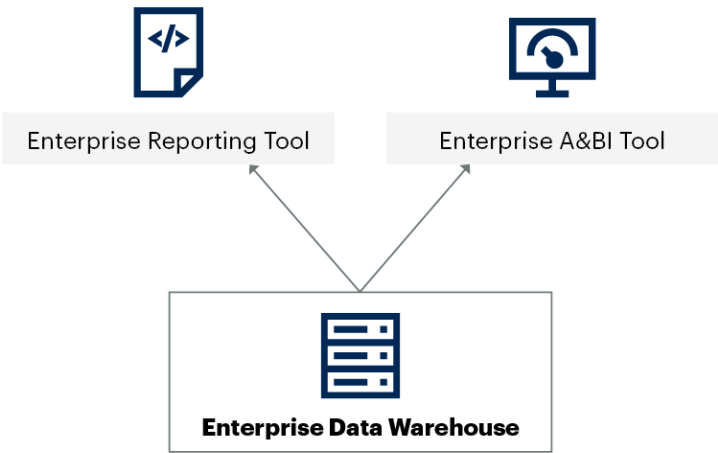 </>
Enterprise Reporting Tool
Enterprise A&BI Tool
Enterprise Data Warehouse